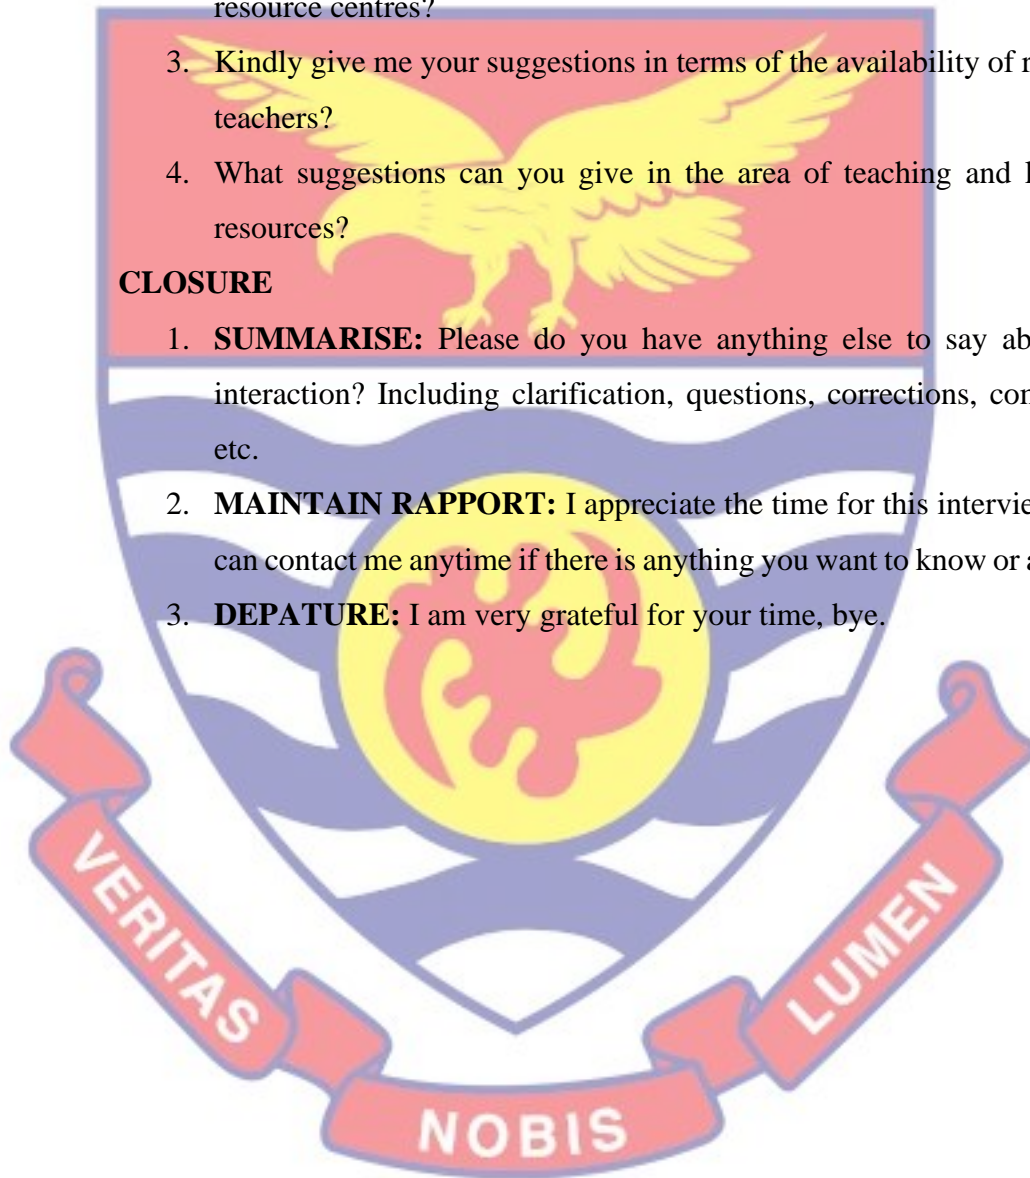 resource centres?
3. Kindly give me your suggestions in terms of the availability of
teachers?
4. What suggestions can you give in the area of teaching and
resources?
CLOSURE
1. SUMMARISE: Please do you have anything else to say
interaction? Including clarification, questions, corrections,
etc.
2. MAINTAIN RAPPORT: I appreciate the time for this
can contact me anytime if there is anything you want to know or
3. DEPATURE: I am very grateful for your time, bye.
VERITAS
NOBIS
LUMEN